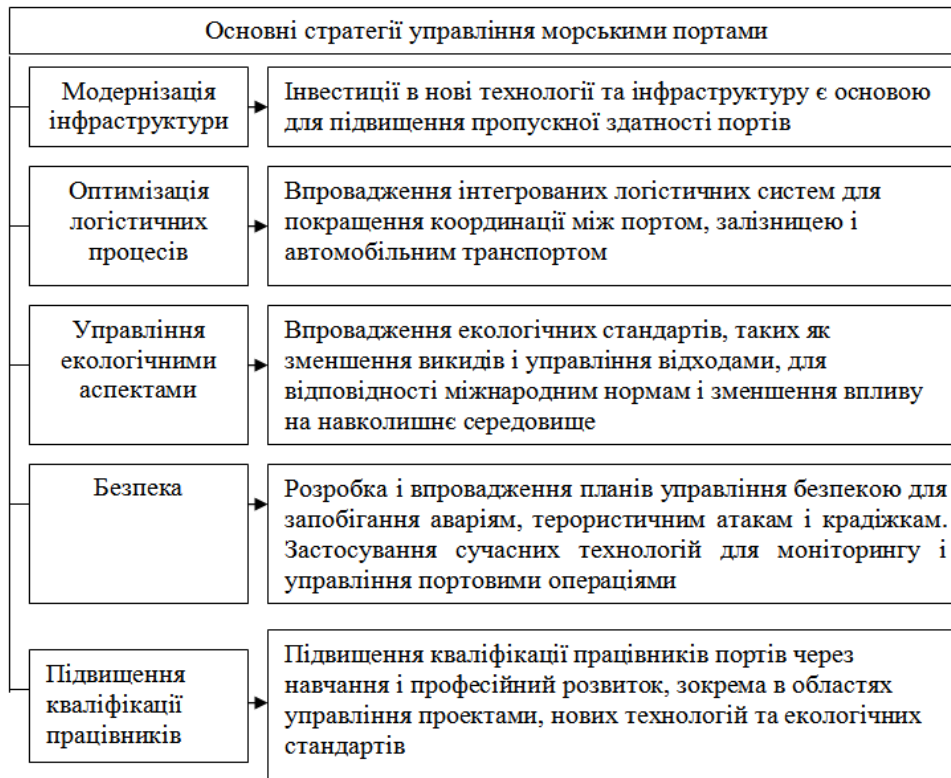 Основні стратегії управління морськими портами
Модернізація
інфраструктури
Інвестиції в нові технології та інфраструктуру є основою
для підвищення пропускної здатності портів
Оптимізація
логістичних
процесів
Впровадження інтегрованих логістичних систем для
покращення координації між портом, залізницею і
автомобільним транспортом
Управління
екологічними
аспектами
Впровадження екологічних стандартів, таких як
зменшення викидів і управління відходами, для
відповідності міжнародним нормам і зменшення впливу
на навколишнє середовище
Безпека
Розробка і впровадження планів управління безпекою для
запобігання аваріям, терористичним атакам і крадіжкам.
Застосування сучасних технологій для моніторингу і
управління портовими операціями
Підвищення
кваліфікації
працівників
Підвищення кваліфікації працівників портів через
навчання і професійний розвиток, зокрема в областях
управління проектами, нових технологій та екологічних
стандартів